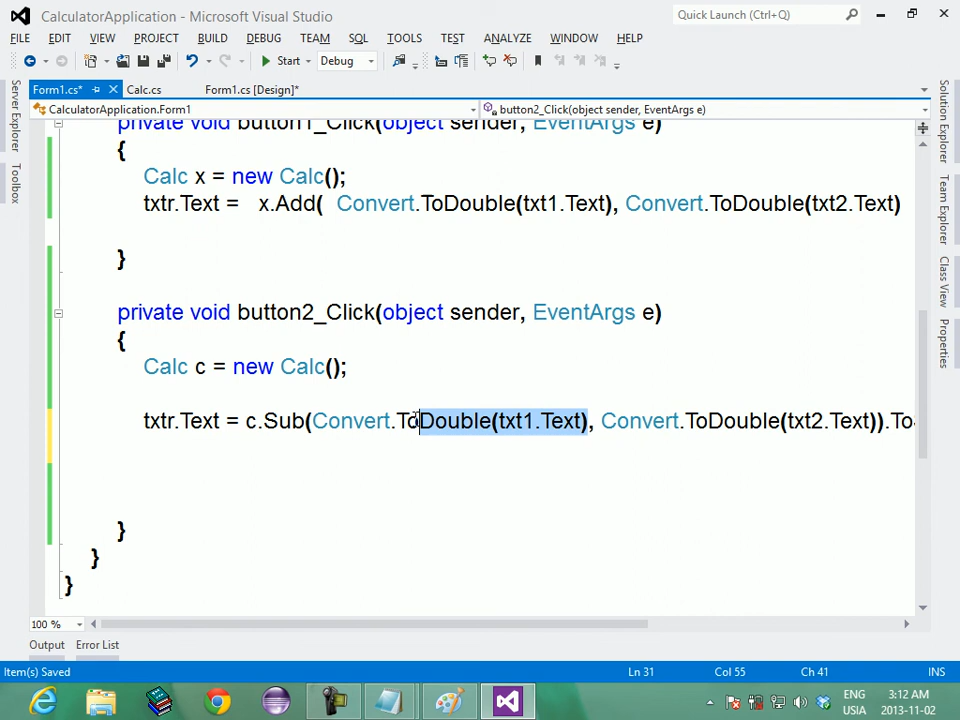 CalculatorApplication - Microsoft Visual Studio
Quick Launch (Ctrl+Q)
FILE EDIT VIEW PROJECT BUILD DEBUG TEAM SQL TOOLS TEST ANALYZE WINDOW HELP
Start Debug
Form1.cs* Calc.cs Form1.cs [Design]*
CalculatorApplication.Form1 button2_Click(object sender, EventArgs e)
private void button1_Click(object sender, EventArgs e)
{
Calc x = new Calc();
txtr.Text = x.Add( Convert.ToDouble(txt1.Text), Convert.ToDouble(txt2.Text)
}
private void button2_Click(object sender, EventArgs e)
{
Calc c = new Calc();
txtr.Text = c.Sub(Convert.ToDouble(txt1.Text), Convert.ToDouble(txt2.Text)).To
}
}
}
Server Explorer
Toolbox
Solution Explorer
Team Explorer
Class View
Properties
100 %
Output Error List
Item(s) Saved Ln 31 Col 55 Ch 41 INS
ENG
USIA
3:12 AM
2013-11-02